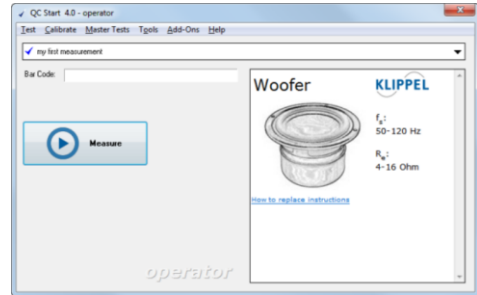 QC Start 4.0 - operator
Test Calibrate Master Tests Tools Add-Ons Help
my first measurement
Bar Code:
Measure
Woofer
KLIPPEL
fs:
50-120 Hz
Re:
4-16 Ohm
How to replace instructions
operator